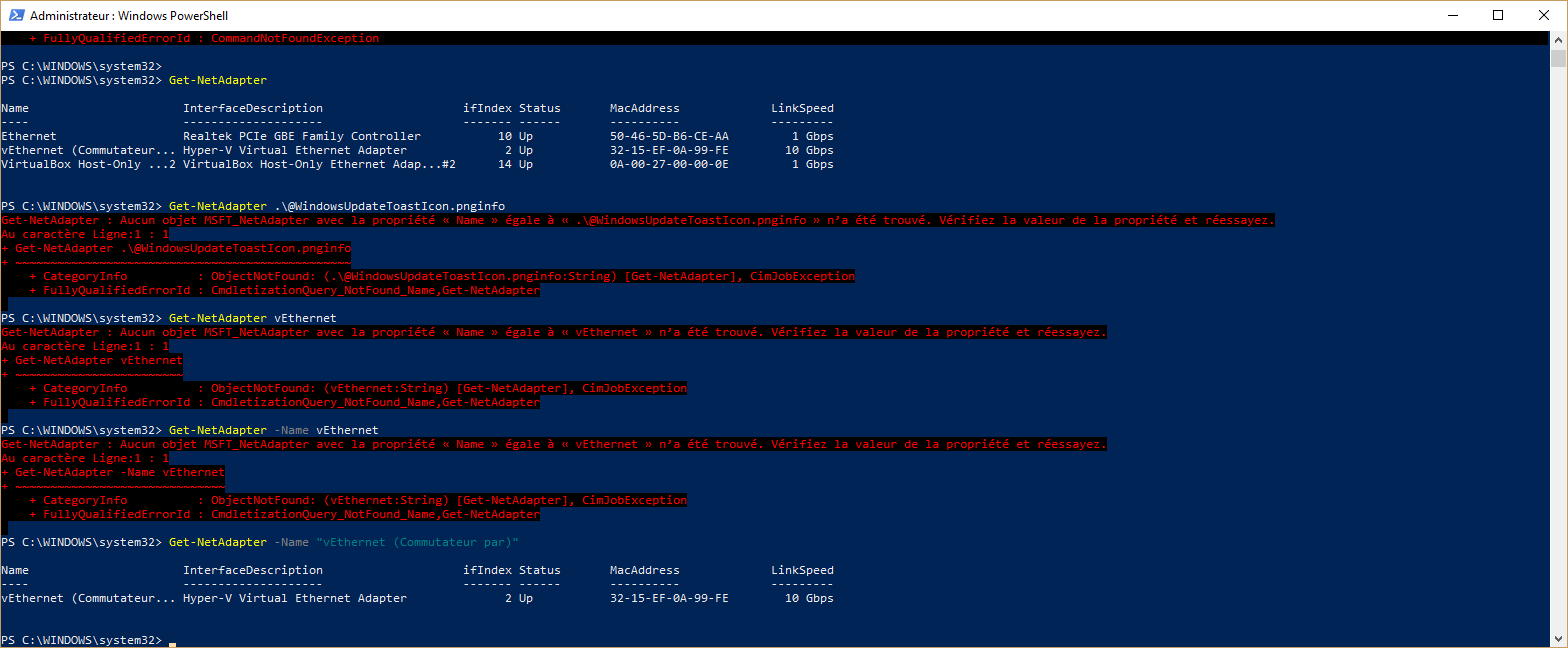 Administrateur : Windows PowerShell
+ FullyQualifiedErrorId : CommandNotFoundException
PS C:\WINDOWS\system32>
PS C:\WINDOWS\system32> Get-NetAdapter
Name InterfaceDescription ifIndex Status MacAddress LinkSpeed
---- -------------------- ------- ------ ---------- ---------
Ethernet Realtek PCIe GBE Family Controller 10 Up 50-46-5D-B6-CE-AA 1 Gbps
vEthernet (Commutateur... Hyper-V Virtual Ethernet Adapter 2 Up 32-15-EF-0A-99-FE 10 Gbps
VirtualBox Host-Only ...2 VirtualBox Host-Only Ethernet Adap...#2 14 Up 0A-00-27-00-00-0E 1 Gbps
PS C:\WINDOWS\system32> Get-NetAdapter .\@WindowsUpdateToastIcon.pnginfo
Get-NetAdapter : Aucun objet MSFT_NetAdapter avec la propriété « Name » égale à « .\@WindowsUpdateToastIcon.pnginfo » n’a été trouvé. Vérifiez la valeur de la propriété et réessayez.
Au caractère Ligne:1 : 1
+ Get-NetAdapter .\@WindowsUpdateToastIcon.pnginfo
+ ~~~~~~~~~~~~~~~~~~~~~~~~~~~~~~~~~~~~~~~~~~~~~~~~
+ CategoryInfo : ObjectNotFound: (.\@WindowsUpdateToastIcon.pnginfo:String) [Get-NetAdapter], CimJobException
+ FullyQualifiedErrorId : CmdletizationQuery_NotFound_Name,Get-NetAdapter
PS C:\WINDOWS\system32> Get-NetAdapter vEthernet
Get-NetAdapter : Aucun objet MSFT_NetAdapter avec la propriété « Name » égale à « vEthernet » n’a été trouvé. Vérifiez la valeur de la propriété et réessayez.
Au caractère Ligne:1 : 1
+ Get-NetAdapter vEthernet
+ ~~~~~~~~~~~~~~~~~~~~~~~~
+ CategoryInfo : ObjectNotFound: (vEthernet:String) [Get-NetAdapter], CimJobException
+ FullyQualifiedErrorId : CmdletizationQuery_NotFound_Name,Get-NetAdapter
PS C:\WINDOWS\system32> Get-NetAdapter -Name vEthernet
Get-NetAdapter : Aucun objet MSFT_NetAdapter avec la propriété « Name » égale à « vEthernet » n’a été trouvé. Vérifiez la valeur de la propriété et réessayez.
Au caractère Ligne:1 : 1
+ Get-NetAdapter -Name vEthernet
+ ~~~~~~~~~~~~~~~~~~~~~~~~~~~~~~
+ CategoryInfo : ObjectNotFound: (vEthernet:String) [Get-NetAdapter], CimJobException
+ FullyQualifiedErrorId : CmdletizationQuery_NotFound_Name,Get-NetAdapter
PS C:\WINDOWS\system32> Get-NetAdapter -Name "vEthernet (Commutateur par)"
Name InterfaceDescription ifIndex Status MacAddress LinkSpeed
---- -------------------- ------- ------ ---------- ---------
vEthernet (Commutateur... Hyper-V Virtual Ethernet Adapter 2 Up 32-15-EF-0A-99-FE 10 Gbps
PS C:\WINDOWS\system32>